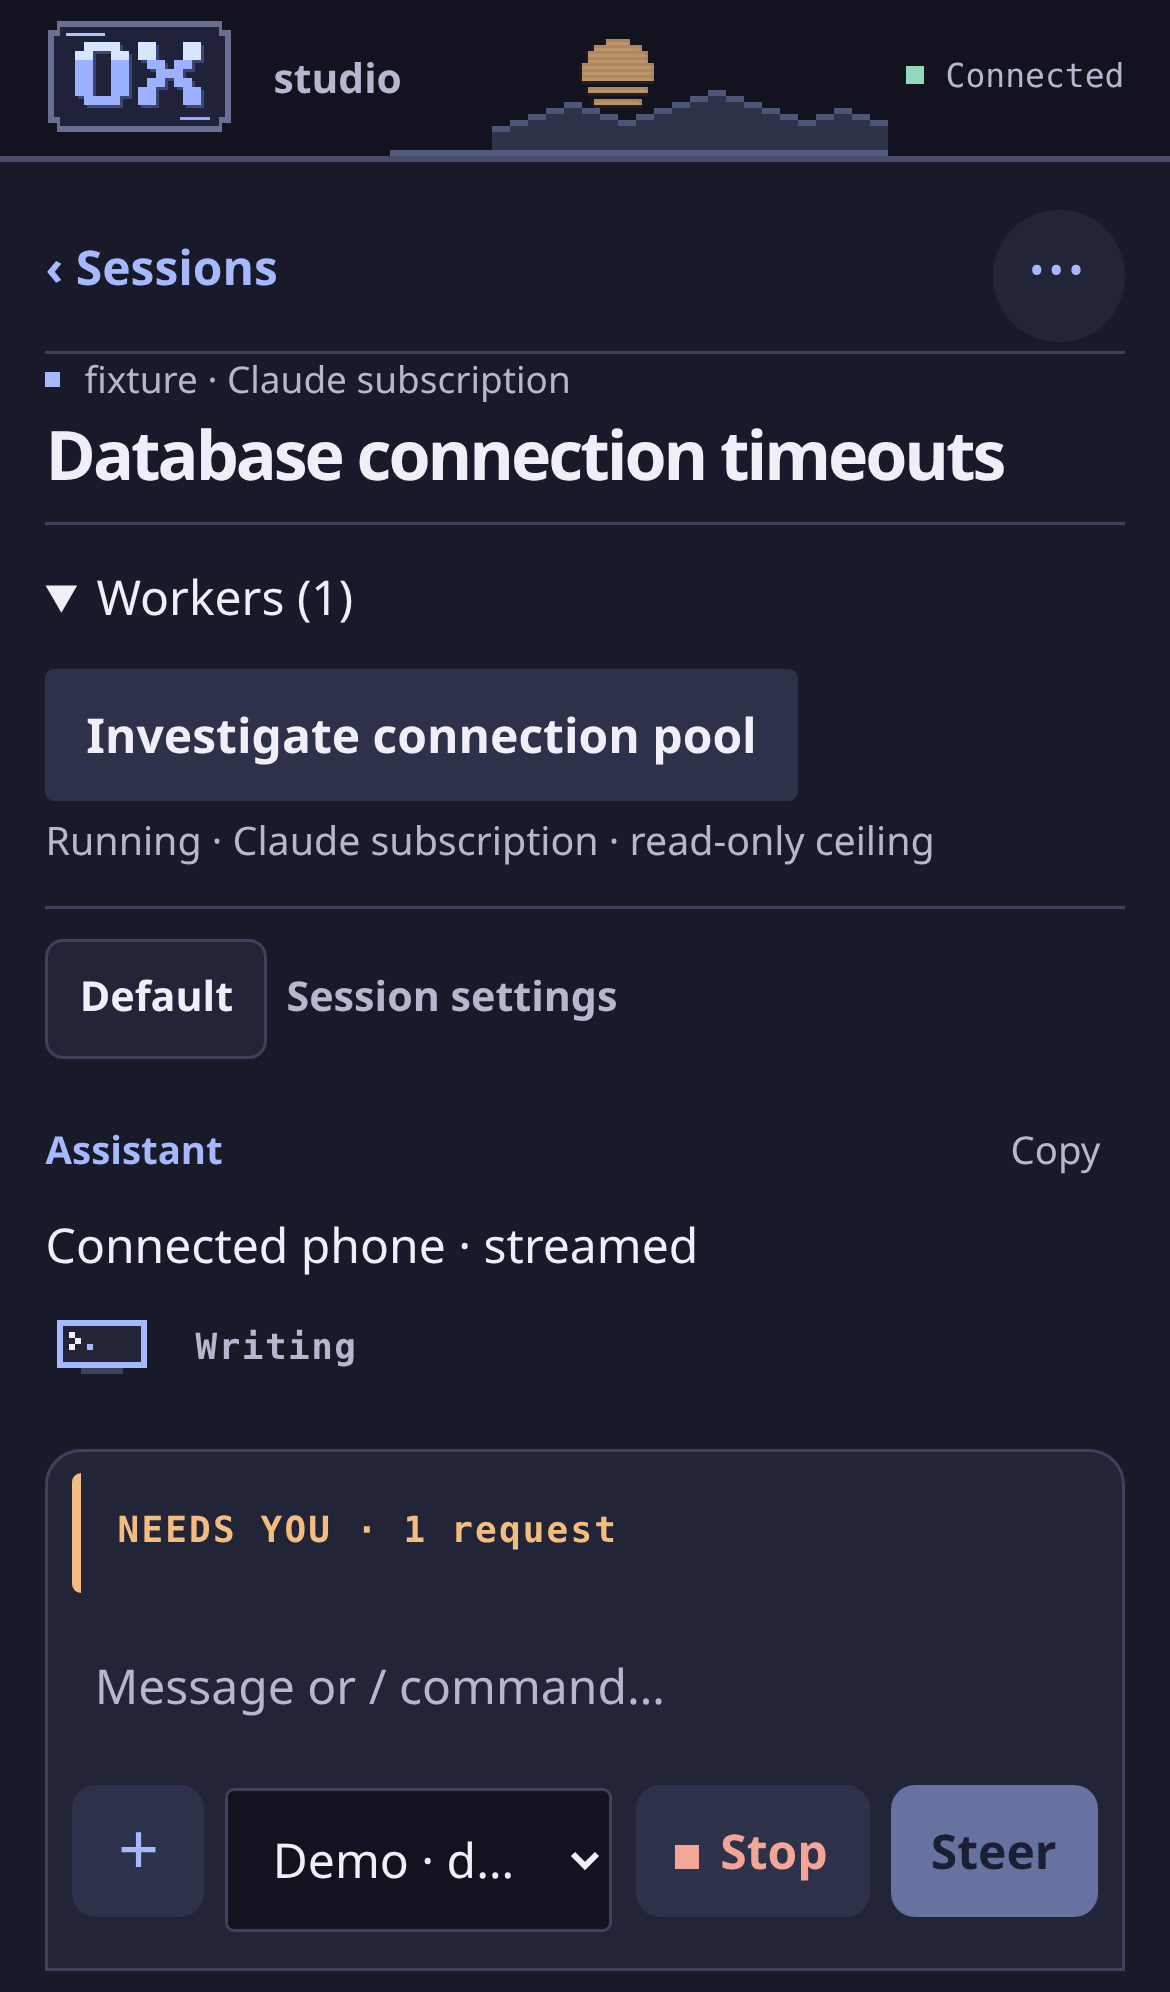 OX studio
Connected
‹ Sessions
...
fixture · Claude subscription
Database connection timeouts
▼ Workers (1)
Investigate connection pool
Running · Claude subscription · read-only ceiling
Default
Session settings
Assistant
Copy
Connected phone · streamed
Writing
NEEDS YOU · 1 request
Message or / command...
+
Demo · d...
Stop
Steer